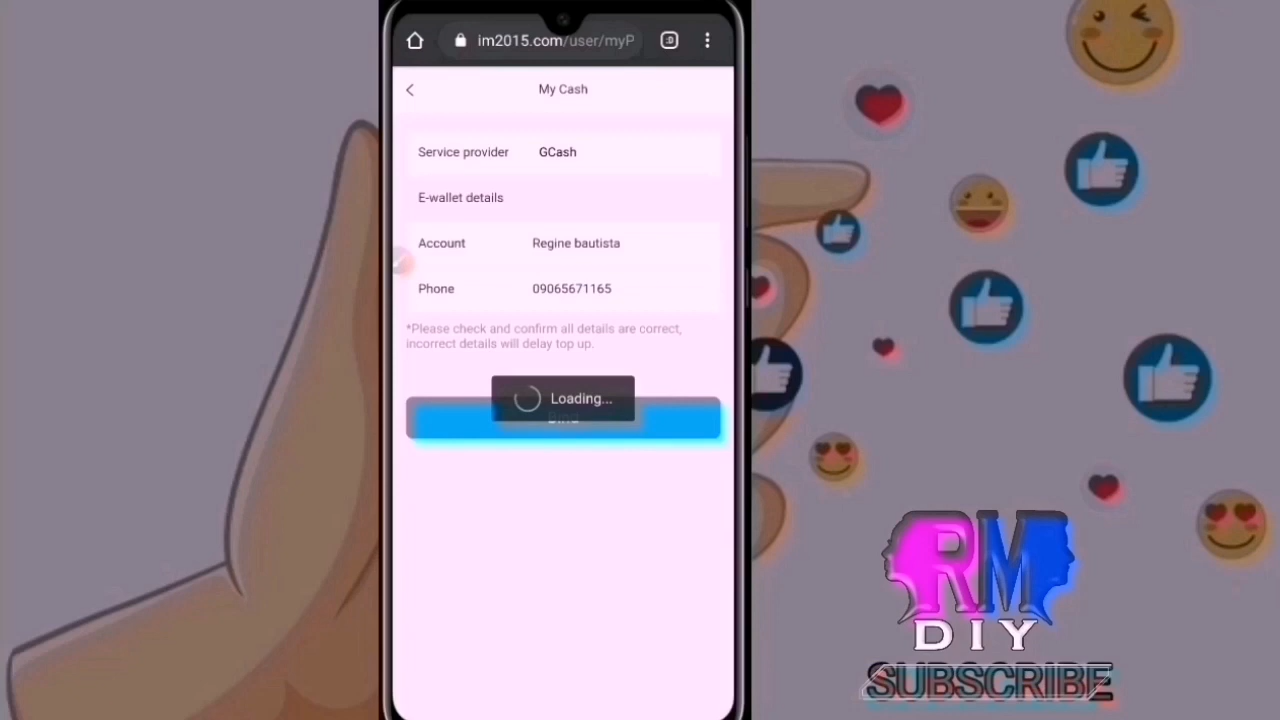 im2015.com/user/myP
:D
My Cash
Service provider GCash
E-wallet details
Account Regine bautista
Phone 09065671165
*Please check and confirm all details are correct,
incorrect details will delay top up.
Loading...
Bind
RM
DIY
SUBSCRIBE